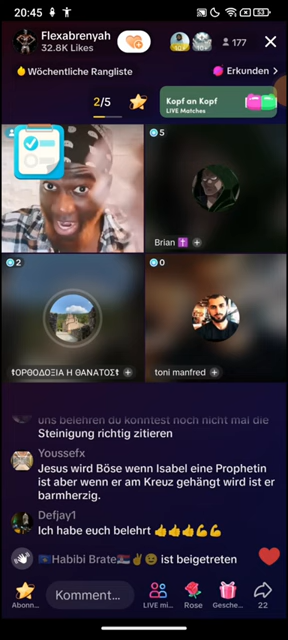 20:45
53
Flexabrenyah
32.8K Likes
177
Wöchentliche Rangliste
Erkunden >
2/5
Kopf an Kopf
LIVE Matches
5
Brian
2
ΟΡΘΟΔΟΞΙΑ Η ΘΑΝΑΤΟΣ
0
toni manfred
uns belehren du konntest noch nicht mal die
Steinigung richtig zitieren
Youssefx
Jesus wird Böse wenn Isabel eine Prophetin
ist aber wenn er am Kreuz gehängt wird ist er
barmherzig.
Defjay1
Ich habe euch belehrt 👍👍👍💪💪
Habibi Brate ist beigetreten
Abonn...
Komment...
LIVE mi...
Rose
Gesche...
22